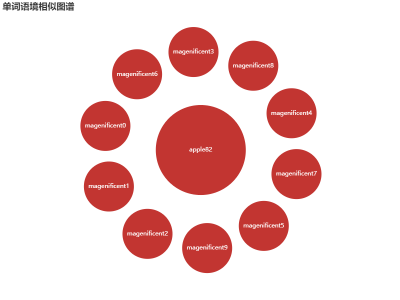 单词语境相似图谱
magenificent3
magenificent6
magenificent8
magenificent4
magenificent0
apple82
magenificent7
magenificent1
magenificent5
magenificent2
magenificent9